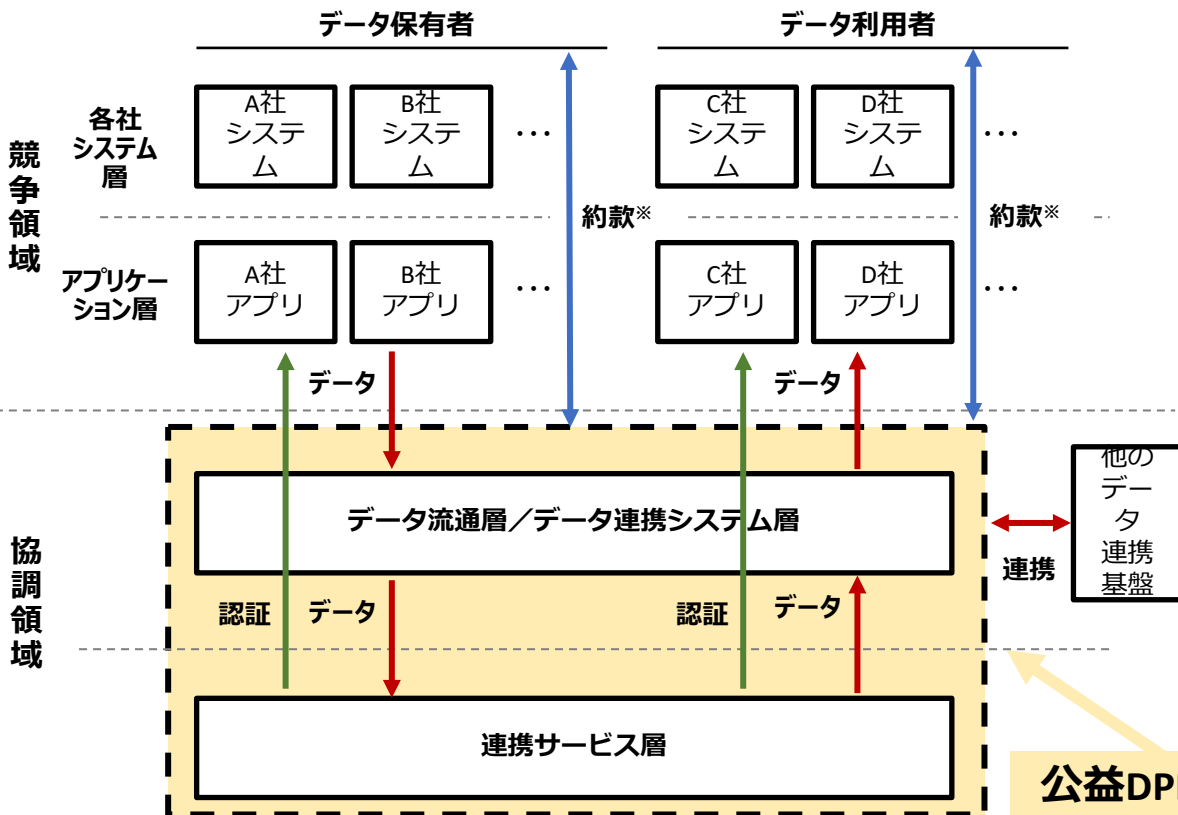 データ保有者
データ利用者
競争領域
各社
システム
層
A社
システ
ム
B社
システ
ム
…
C社
システ
ム
D社
システ
ム
…
約款※
約款※
アプリケー
ション層
A社
アプリ
B社
アプリ
…
C社
アプリ
D社
アプリ
…
データ
データ
協調領域
データ流通層／データ連携システム層
他の
デー
タ
連携
基盤
連携
認証
データ
認証
データ
連携サービス層
公益DP